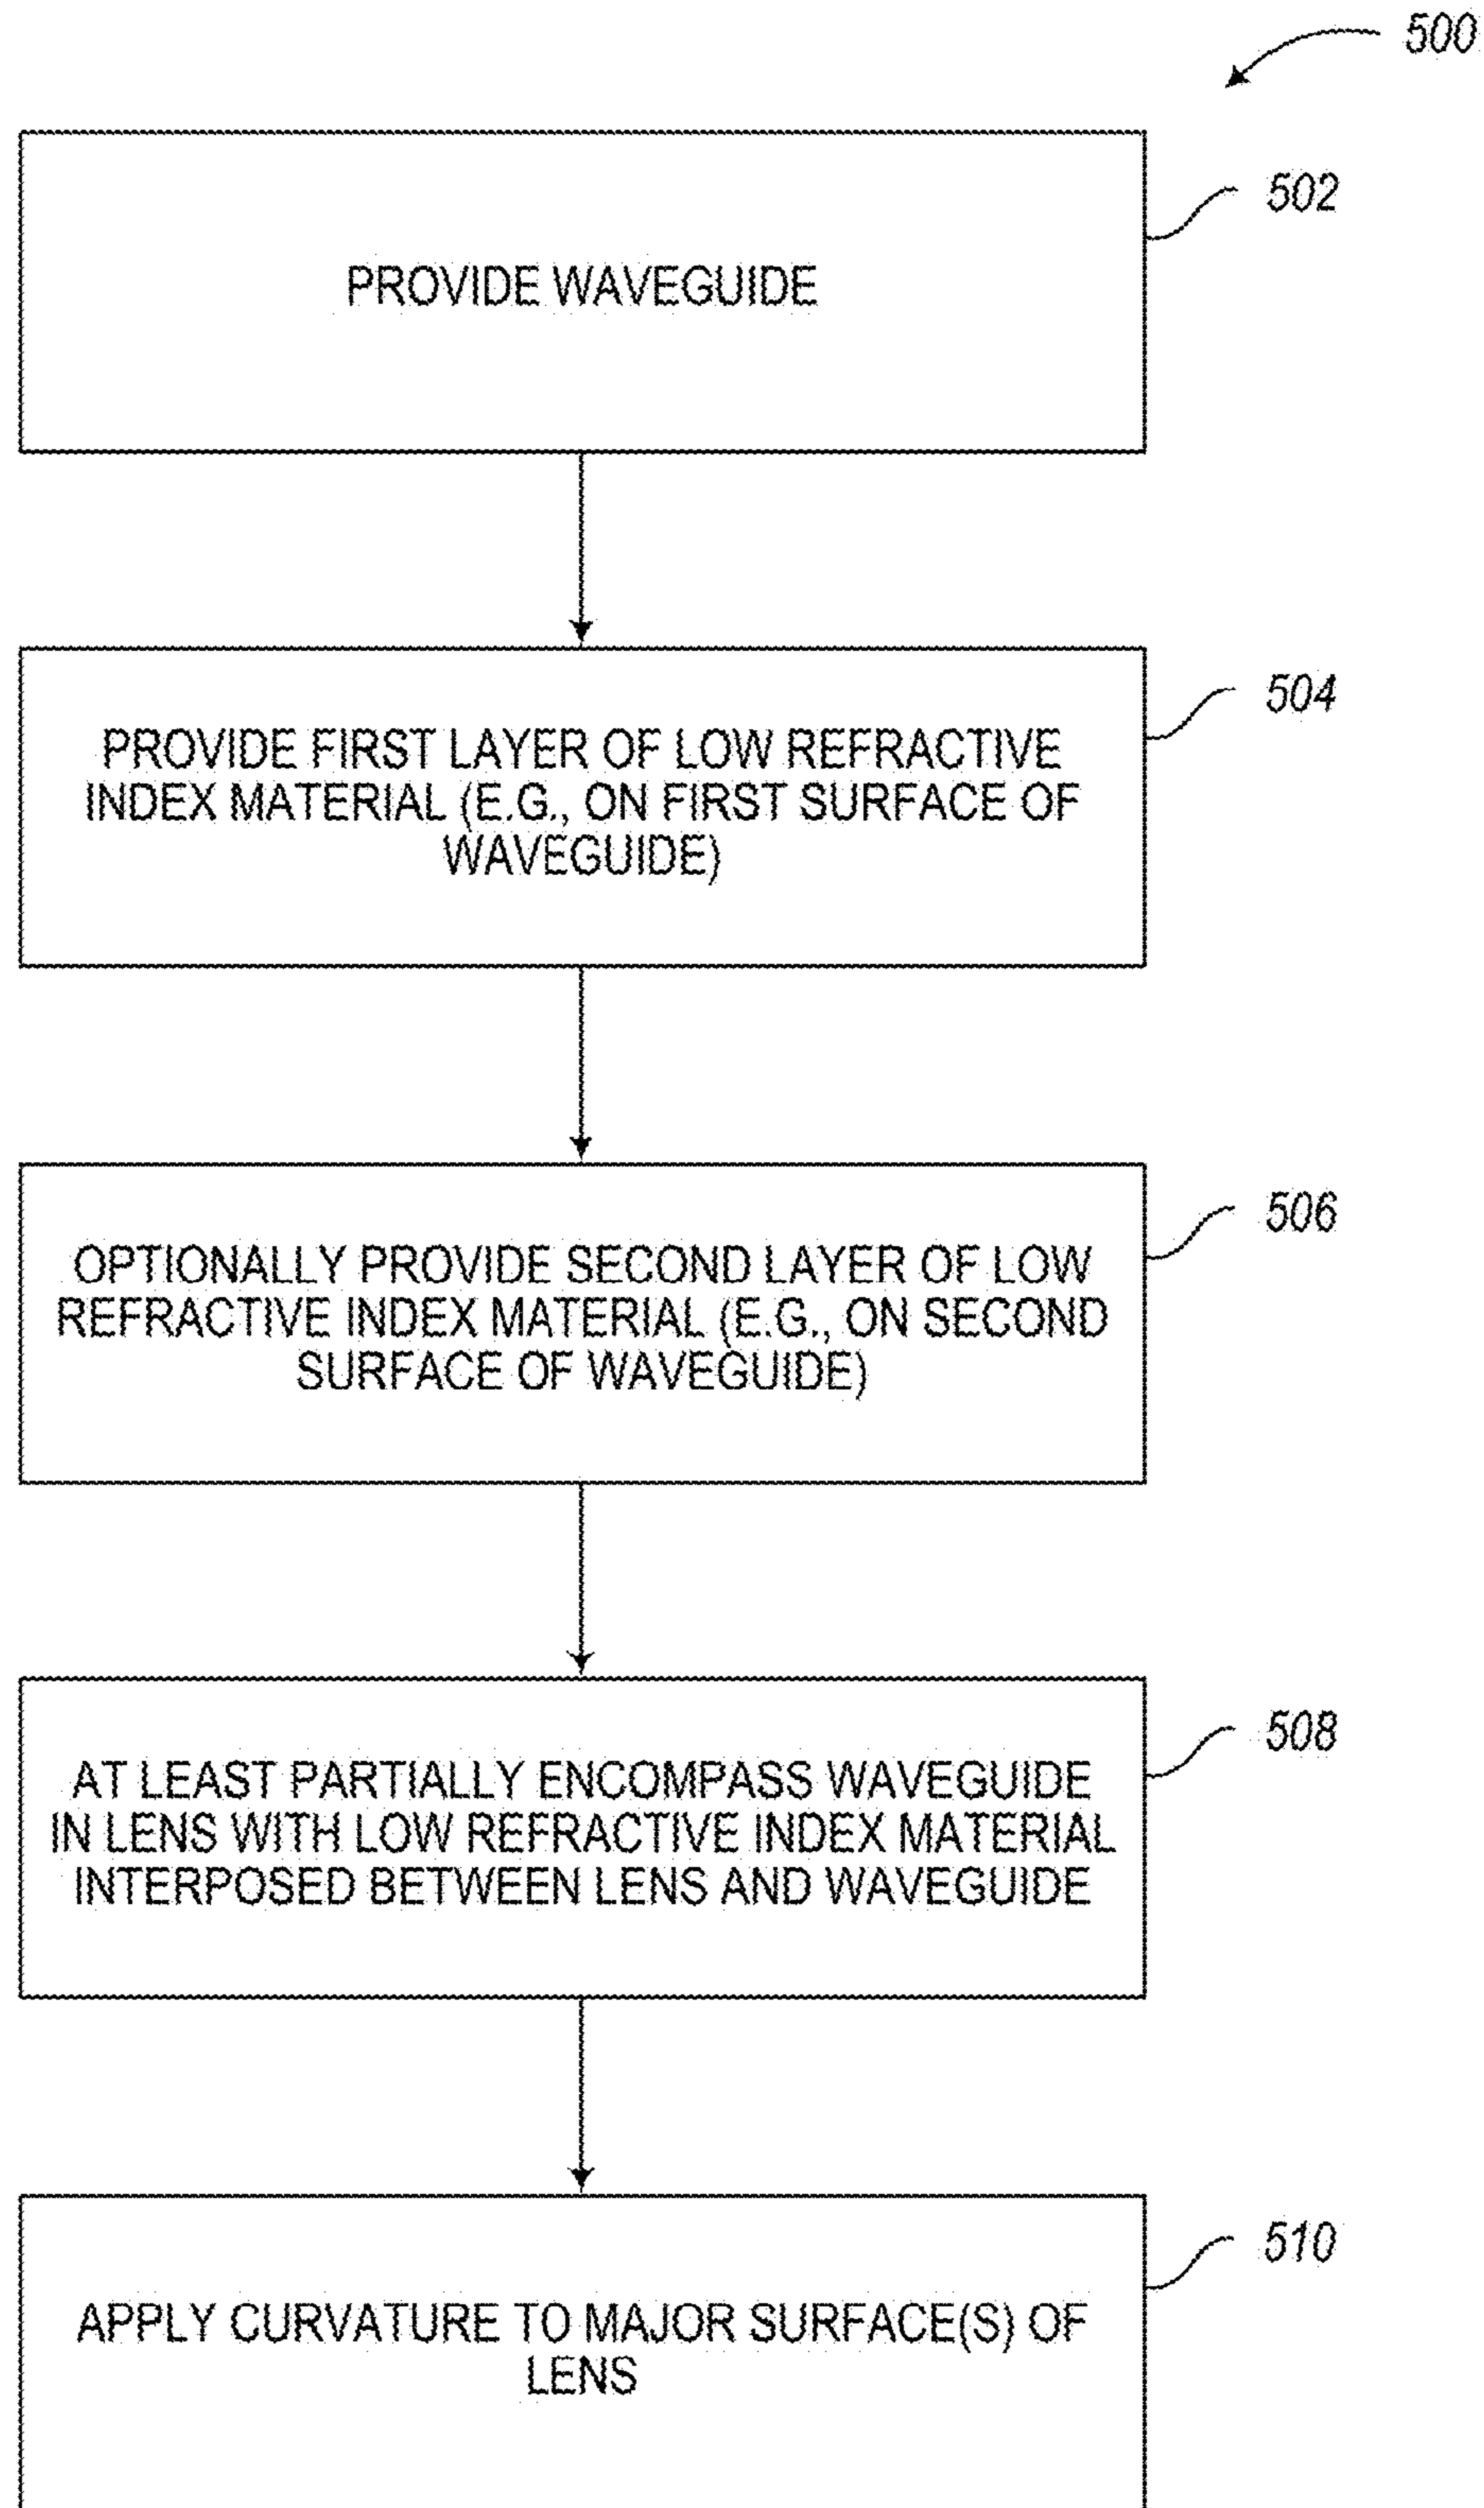 500
502
PROVIDE WAVEGUIDE
504
PROVIDE FIRST LAYER OF LOW REFRACTIVE
INDEX MATERIAL (E.G., ON FIRST SURFACE OF
WAVEGUIDE)
506
OPTIONALLY PROVIDE SECOND LAYER OF LOW
REFRACTIVE INDEX MATERIAL (E.G., ON SECOND
SURFACE OF WAVEGUIDE)
508
AT LEAST PARTIALLY ENCOMPASS WAVEGUIDE
IN LENS WITH LOW REFRACTIVE INDEX MATERIAL
INTERPOSED BETWEEN LENS AND WAVEGUIDE
510
APPLY CURVATURE TO MAJOR SURFACE(S) OF
LENS